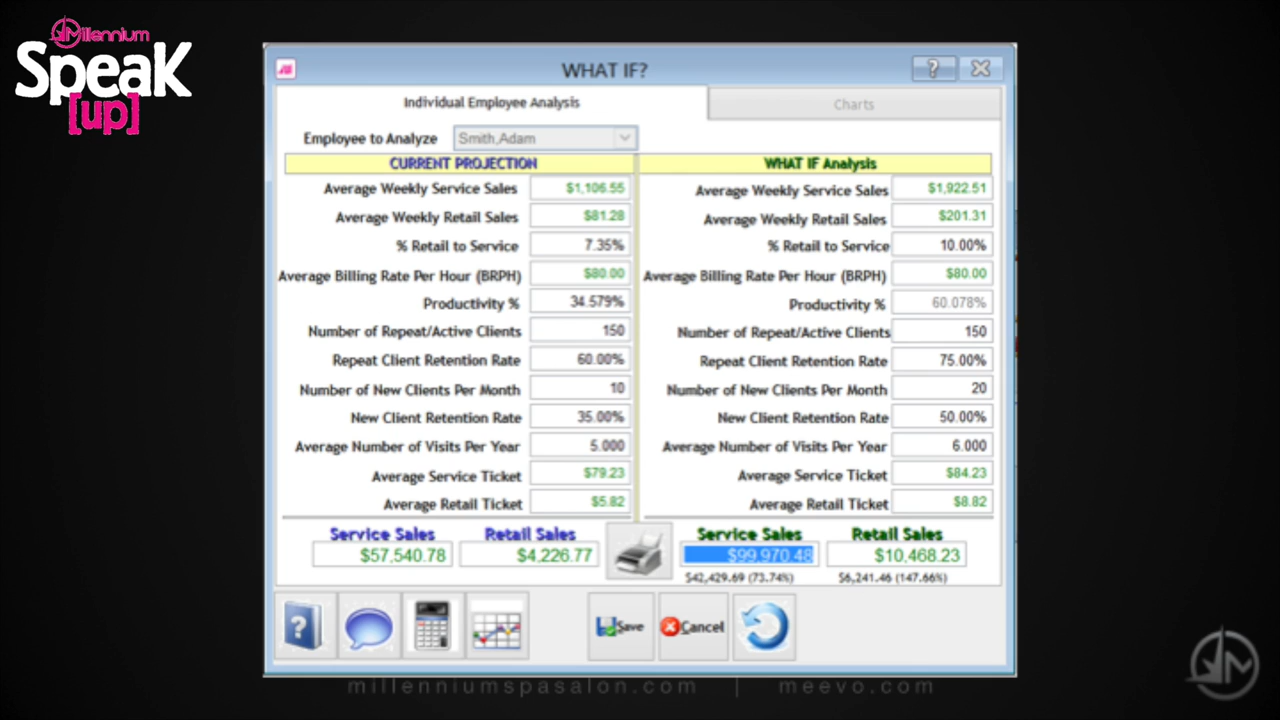 Millennium
SpeaK
[up]
WHAT IF?
?
Individual Employee Analysis
Charts
Employee to Analyze Smith,Adam
CURRENT PROJECTION WHAT IF Analysis
Average Weekly Service Sales $1,106.55 Average Weekly Service Sales $1,922.51
Average Weekly Retail Sales $81.28 Average Weekly Retail Sales $201.31
% Retail to Service 7.35% % Retail to Service 10.00%
Average Billing Rate Per Hour (BRPH) $80.00 Average Billing Rate Per Hour (BRPH) $80.00
Productivity % 34.579% Productivity % 60.078%
Number of Repeat/Active Clients 150 Number of Repeat/Active Clients 150
Repeat Client Retention Rate 60.00% Repeat Client Retention Rate 75.00%
Number of New Clients Per Month 10 Number of New Clients Per Month 20
New Client Retention Rate 35.00% New Client Retention Rate 50.00%
Average Number of Visits Per Year 5.000 Average Number of Visits Per Year 6.000
Average Service Ticket $79.23 Average Service Ticket $84.23
Average Retail Ticket $5.82 Average Retail Ticket $8.82
Service Sales Retail Sales Service Sales Retail Sales
$57,540.78 $4,226.77 $99,970.48 $10,468.23
$42,429.69 (73.74%) $6,241.46 (147.66%)
? Save Cancel
millenniumspasalon.com | meevo.com